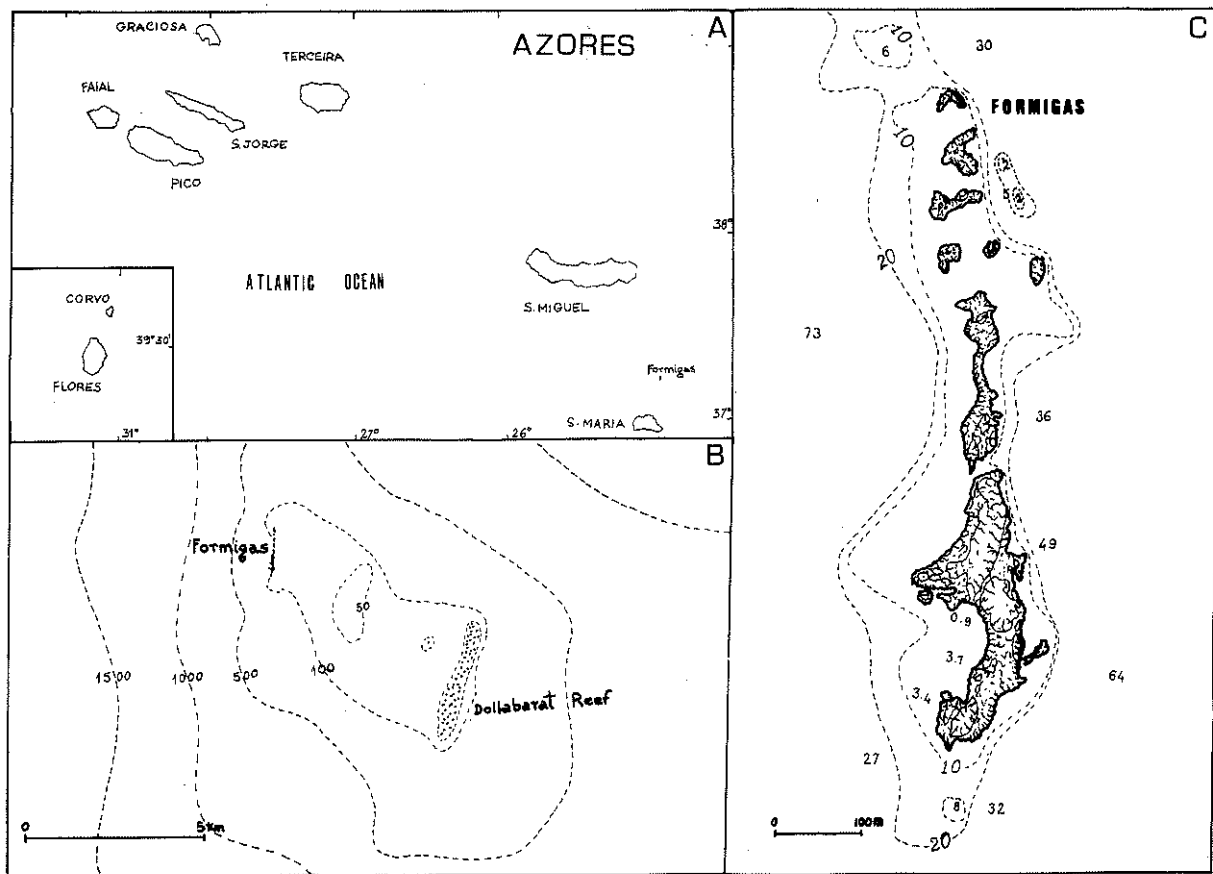 A
AZORES
GRACIOSA
TERCEIRA
FAIAL
S. JORGE
PICO
38°
ATLANTIC OCEAN
S. MIGUEL
CORVO
39°30'
FLORES
Formigas
S. MARIA
37°
31°
27°
26°
B
Formigas
50
1500
1000
500
100
Dollabarat Reef
0
5Km
C
10
6
30
FORMIGAS
10
5
20
73
36
49
0.9
3.7
3.4
64
27
10
8
32
20
0
100m